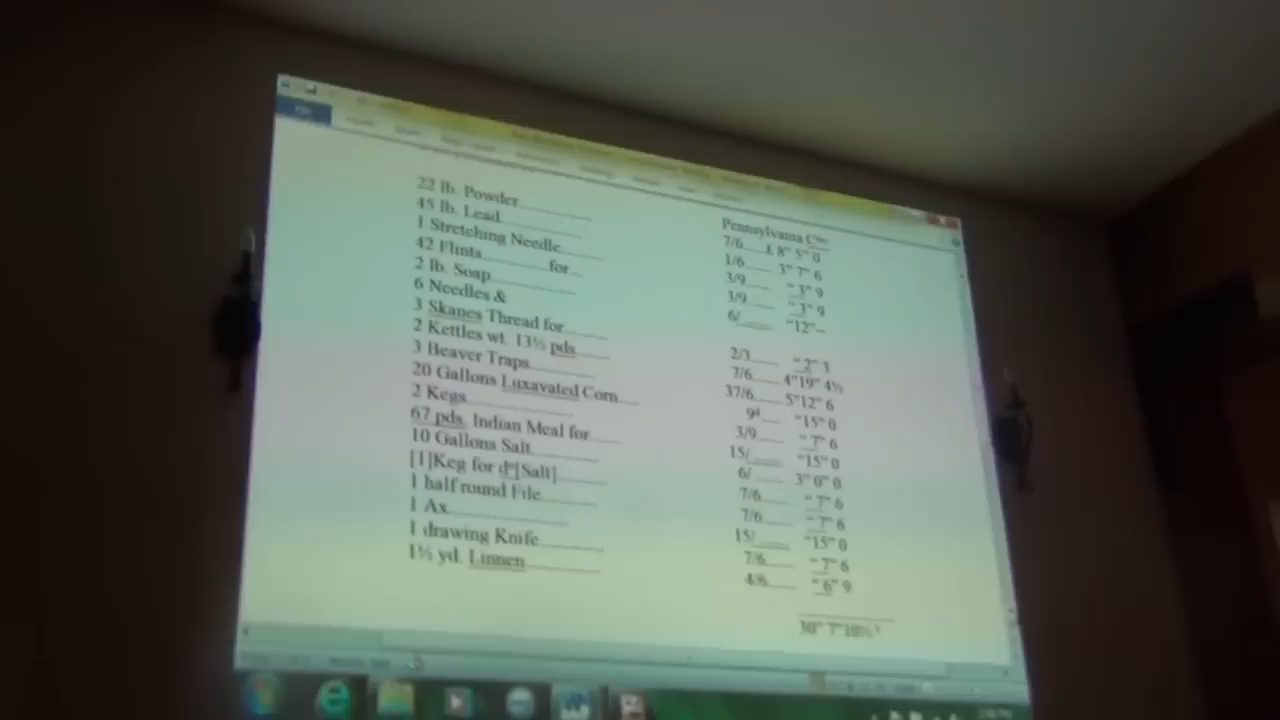 Pennsylvania C
22 lb. Powder 7/6 £ 8" 5" 0
45 lb. Lead 1/6 3" 7" 6
1 Stretching Needle 3/9 " 3" 9
42 Flints for 3/9 " 3" 9
2 lb. Soap 6/ "12"–
6 Needles &
3 Skanes Thread for 2/3 " 2" 3
2 Kettles wt. 13½ pds 7/6 4"19" 4½
3 Beaver Traps 37/6 5"12" 6
20 Gallons Luxavated Corn 9ᵈ "15" 0
2 Kegs 3/9 " 7" 6
67 pds. Indian Meal for 15/ "15" 0
10 Gallons Salt 6/ 3" 0" 0
[1]Keg for dº[Salt] 7/6 " 7" 6
1 half round File 7/6 " 7" 6
1 Ax 15/ "15" 0
1 drawing Knife 7/6 " 7" 6
1½ yd. Linnen 4/6 " 6" 9
30" 7"10½